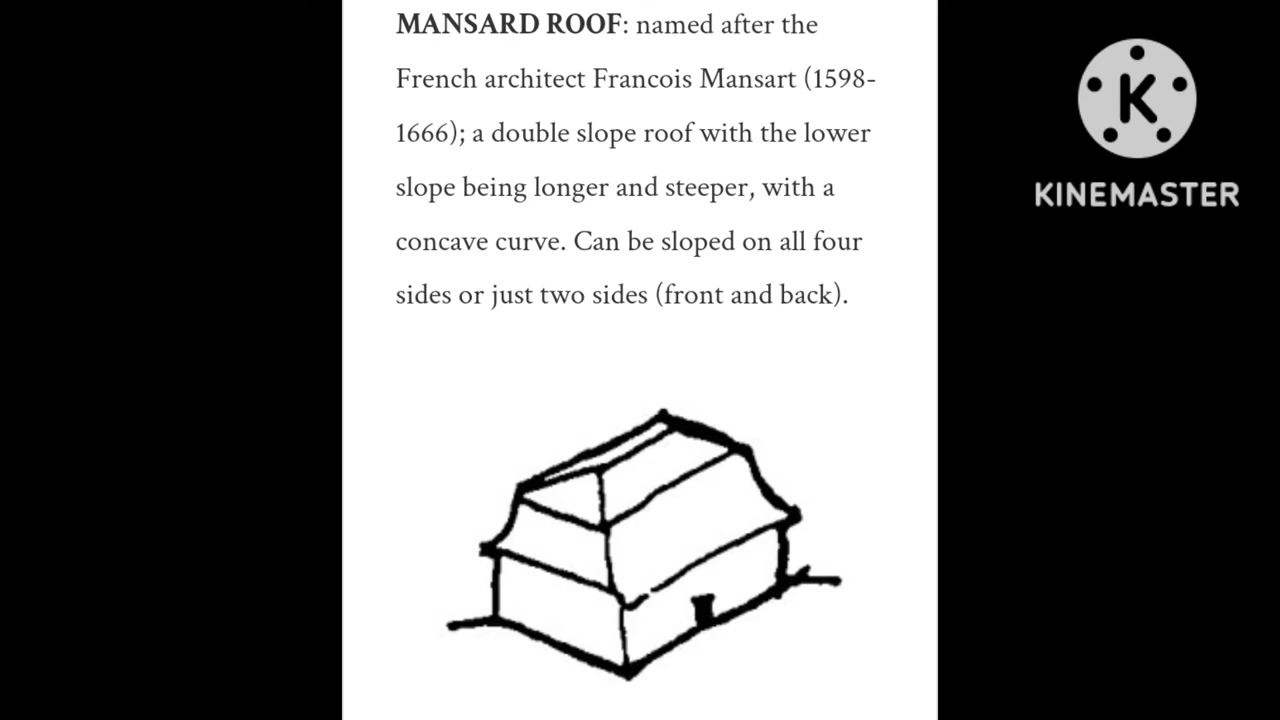 MANSARD ROOF: named after the
French architect Francois Mansart (1598-
1666); a double slope roof with the lower
slope being longer and steeper, with a
concave curve. Can be sloped on all four
sides or just two sides (front and back).
K
KINEMASTER